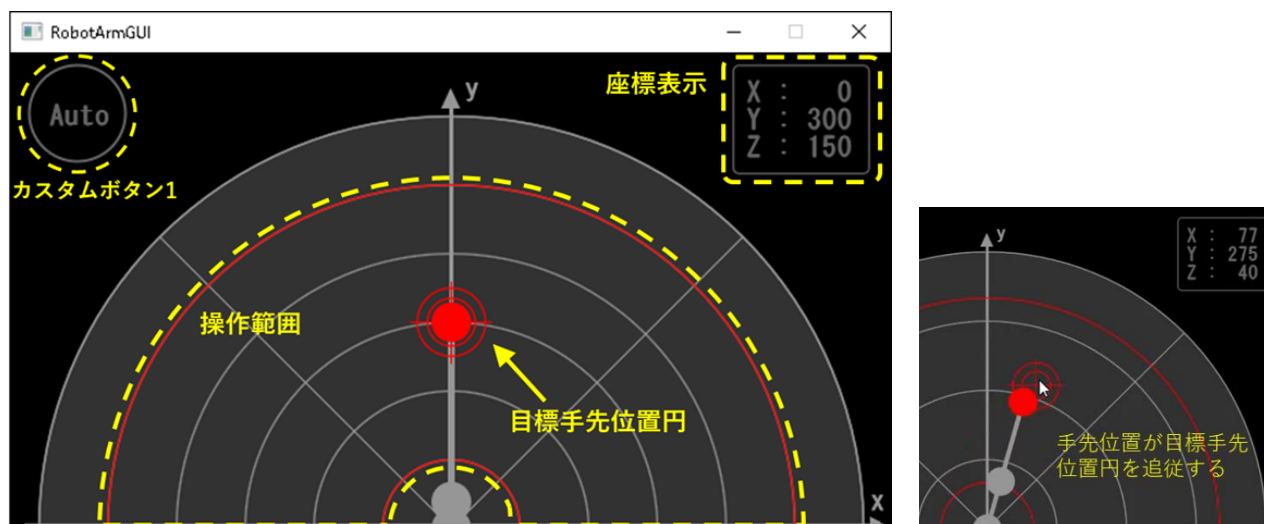 RobotArmGUI
Auto
カスタムボタン1
y
座標表示
X : 0
Y : 300
Z : 150
操作範囲
目標手先位置円
x
y
X : 77
Y : 275
Z : 40
手先位置が目標手先
位置円を追従する